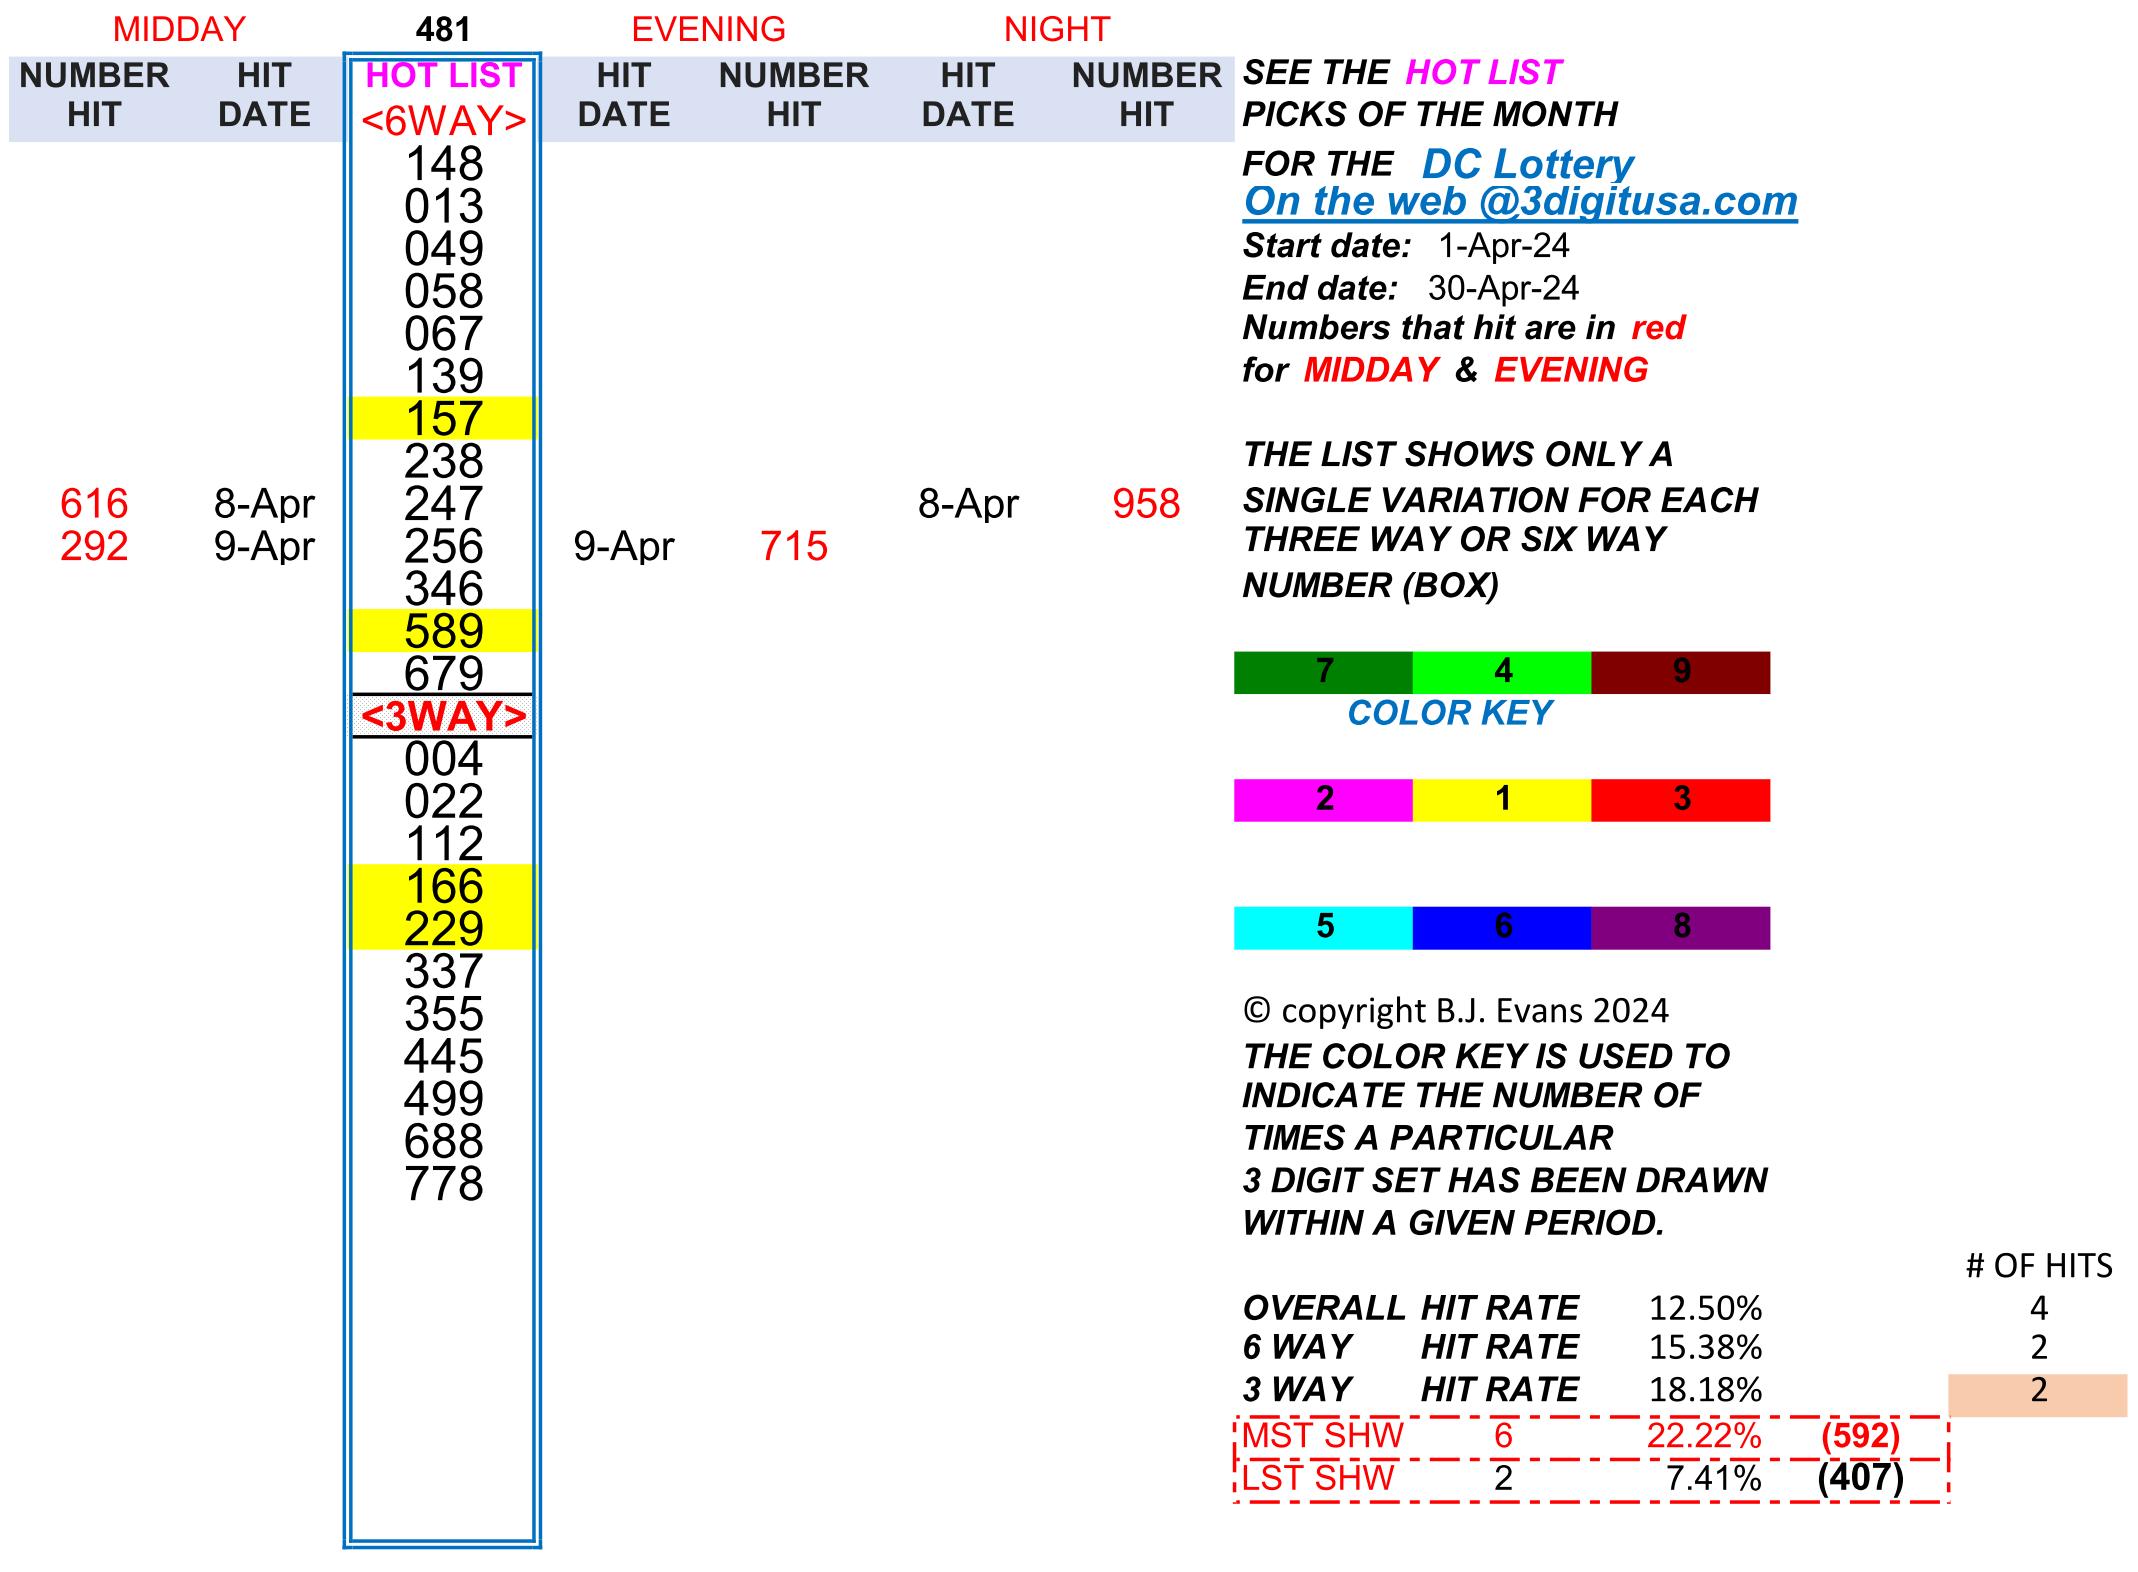 MIDDAY 481 EVENING NIGHT
NUMBER HIT HOT LIST HIT NUMBER HIT NUMBER
HIT DATE <6WAY> DATE HIT DATE HIT
148
013
049
058
067
139
157
238
616 8-Apr 247 8-Apr 958
292 9-Apr 256 9-Apr 715
346
589
679
<3WAY>
004
022
112
166
229
337
355
445
499
688
778
SEE THE HOT LIST
PICKS OF THE MONTH
FOR THE DC Lottery
On the web @3digitusa.com
Start date: 1-Apr-24
End date: 30-Apr-24
Numbers that hit are in red
for MIDDAY & EVENING
THE LIST SHOWS ONLY A
SINGLE VARIATION FOR EACH
THREE WAY OR SIX WAY
NUMBER (BOX)
7 4 9
COLOR KEY
2 1 3
5 6 8
© copyright B.J. Evans 2024
THE COLOR KEY IS USED TO
INDICATE THE NUMBER OF
TIMES A PARTICULAR
3 DIGIT SET HAS BEEN DRAWN
WITHIN A GIVEN PERIOD.
# OF HITS
OVERALL HIT RATE 12.50% 4
6 WAY HIT RATE 15.38% 2
3 WAY HIT RATE 18.18% 2
MST SHW 6 22.22% (592)
LST SHW 2 7.41% (407)